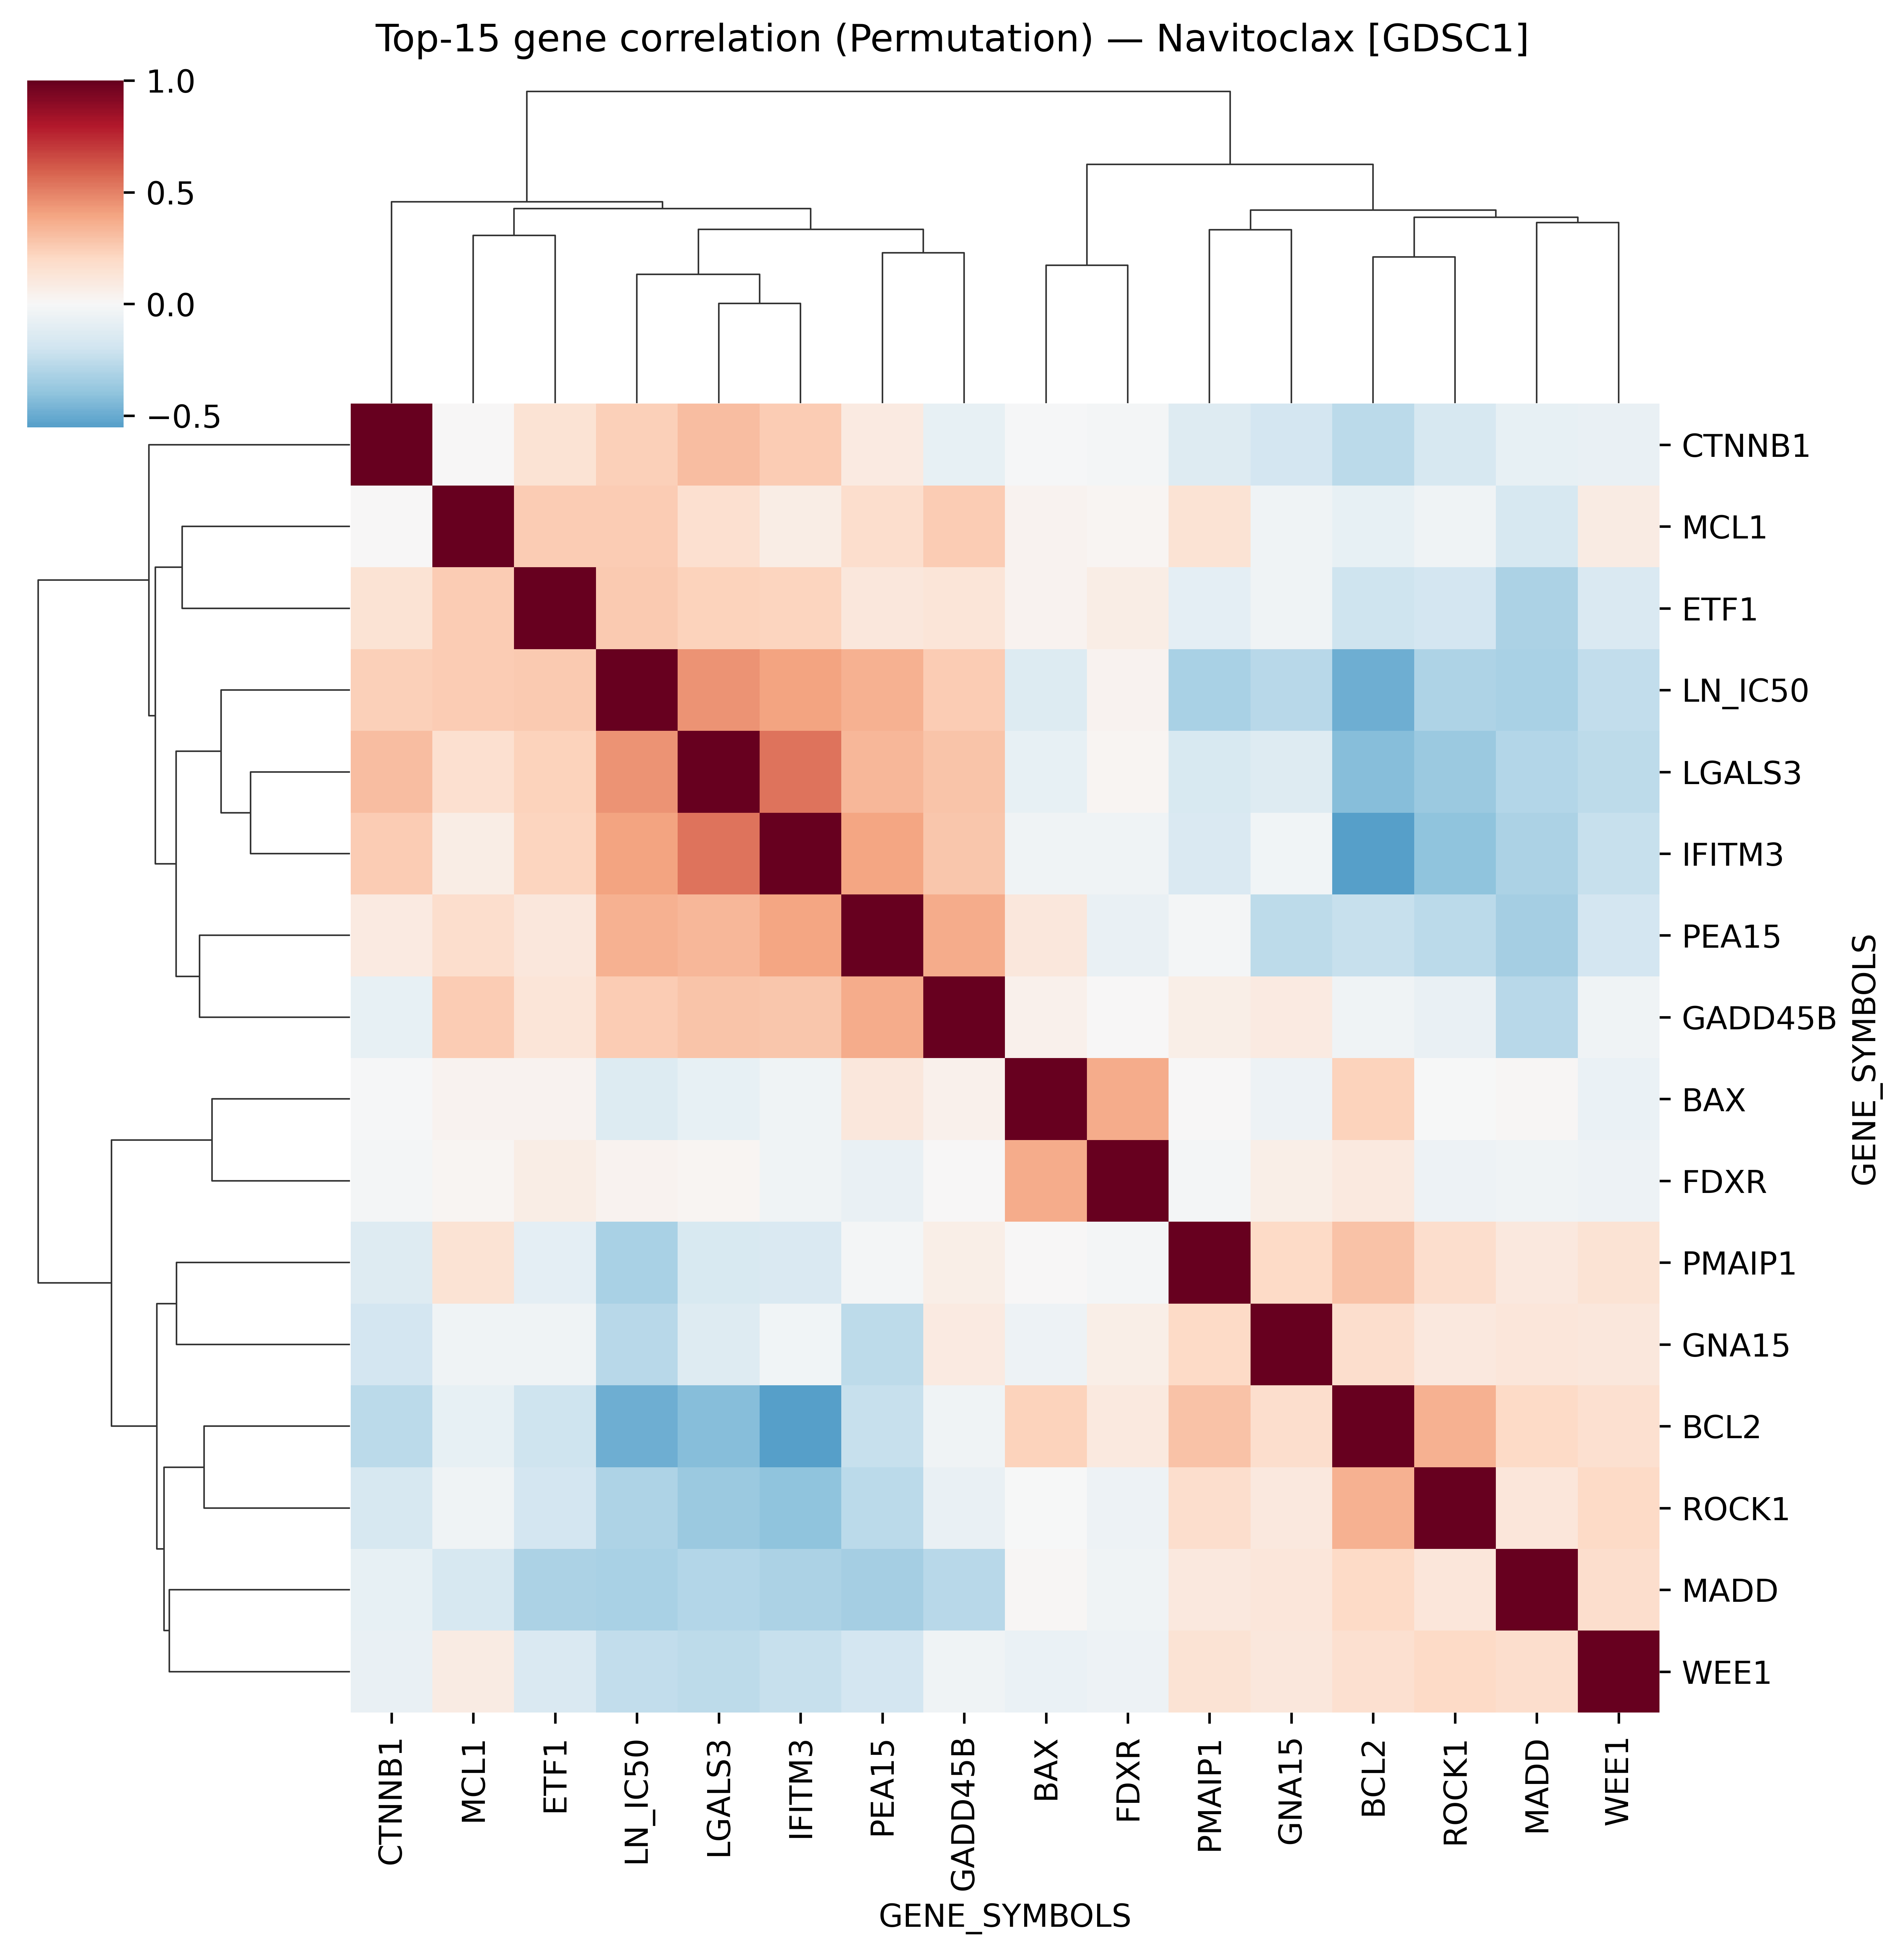 Top-15 gene correlation (Permutation) — Navitoclax [GDSC1]
1.0
0.5
0.0
−0.5
CTNNB1
MCL1
ETF1
LN_IC50
LGALS3
IFITM3
PEA15
GADD45B
BAX
FDXR
PMAIP1
GNA15
BCL2
ROCK1
MADD
WEE1
GENE_SYMBOLS
CTNNB1
MCL1
ETF1
LN_IC50
LGALS3
IFITM3
PEA15
GADD45B
BAX
FDXR
PMAIP1
GNA15
BCL2
ROCK1
MADD
WEE1
GENE_SYMBOLS